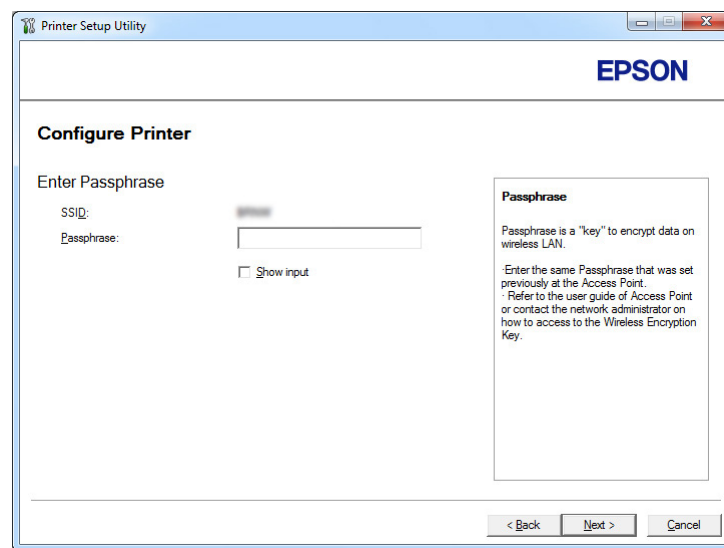 Printer Setup Utility
EPSON
Configure Printer
Enter Passphrase
SSID:
Passphrase:
Show input
Passphrase
Passphrase is a "key" to encrypt data on
wireless LAN.
·Enter the same Passphrase that was set
previously at the Access Point.
· Refer to the user guide of Access Point
or contact the network administrator on
how to access to the Wireless Encryption
Key.
< Back
Next >
Cancel